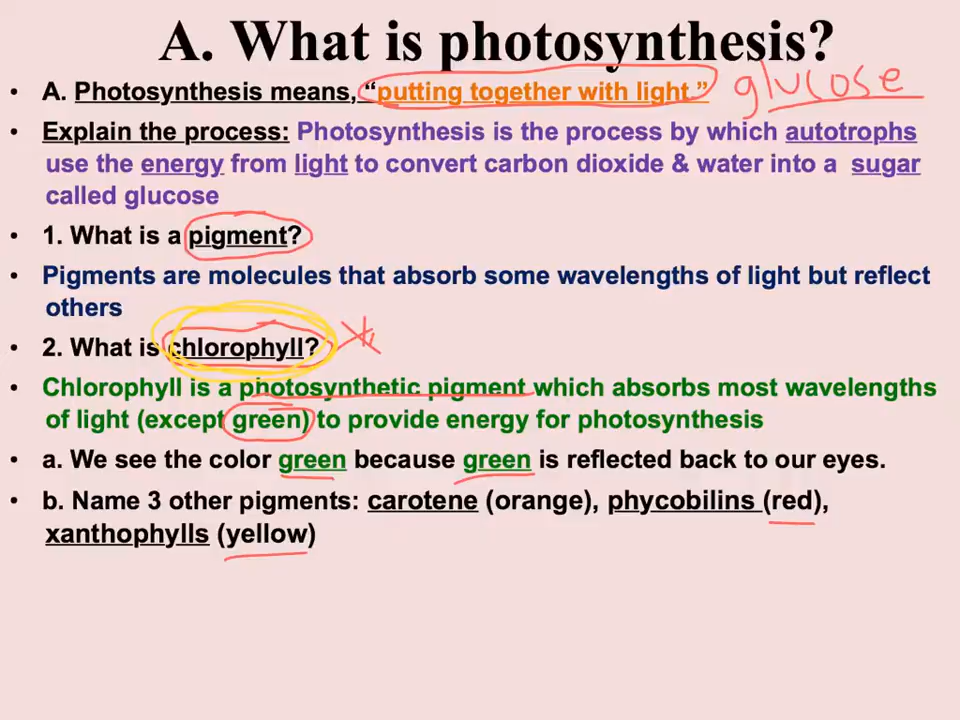 A. What is photosynthesis?
• A. Photosynthesis means, “putting together with light.” glucose
• Explain the process: Photosynthesis is the process by which autotrophs
use the energy from light to convert carbon dioxide & water into a sugar
called glucose
• 1. What is a pigment?
• Pigments are molecules that absorb some wavelengths of light but reflect
others
• 2. What is chlorophyll?
• Chlorophyll is a photosynthetic pigment which absorbs most wavelengths
of light (except green) to provide energy for photosynthesis
• a. We see the color green because green is reflected back to our eyes.
• b. Name 3 other pigments: carotene (orange), phycobilins (red),
xanthophylls (yellow)